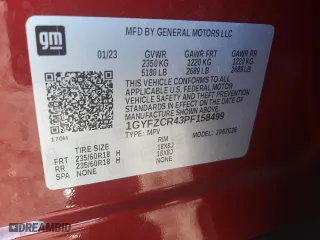 gm
MFD BY GENERAL MOTORS LLC
01/23 GVWR GAWR FRT GAWR RR
2350 KG 1220 KG 1220 KG
5180 LB 2689 LB 2689 LB
THIS VEHICLE CONFORMS TO ALL
APPLICABLE U.S. FEDERAL MOTOR
VEHICLE SAFETY AND THEFT
PREVENTION STANDARDS IN EFFECT
ON THE DATE OF MANUFACTURE
SHOWN ABOVE.
1GYFZCR43PF158499
TYPE: MPV
TIRE SIZE RIM
FRT 235/60R18 H 18X8J
RR 235/60R18 H 18X8J
SPA NONE NONE